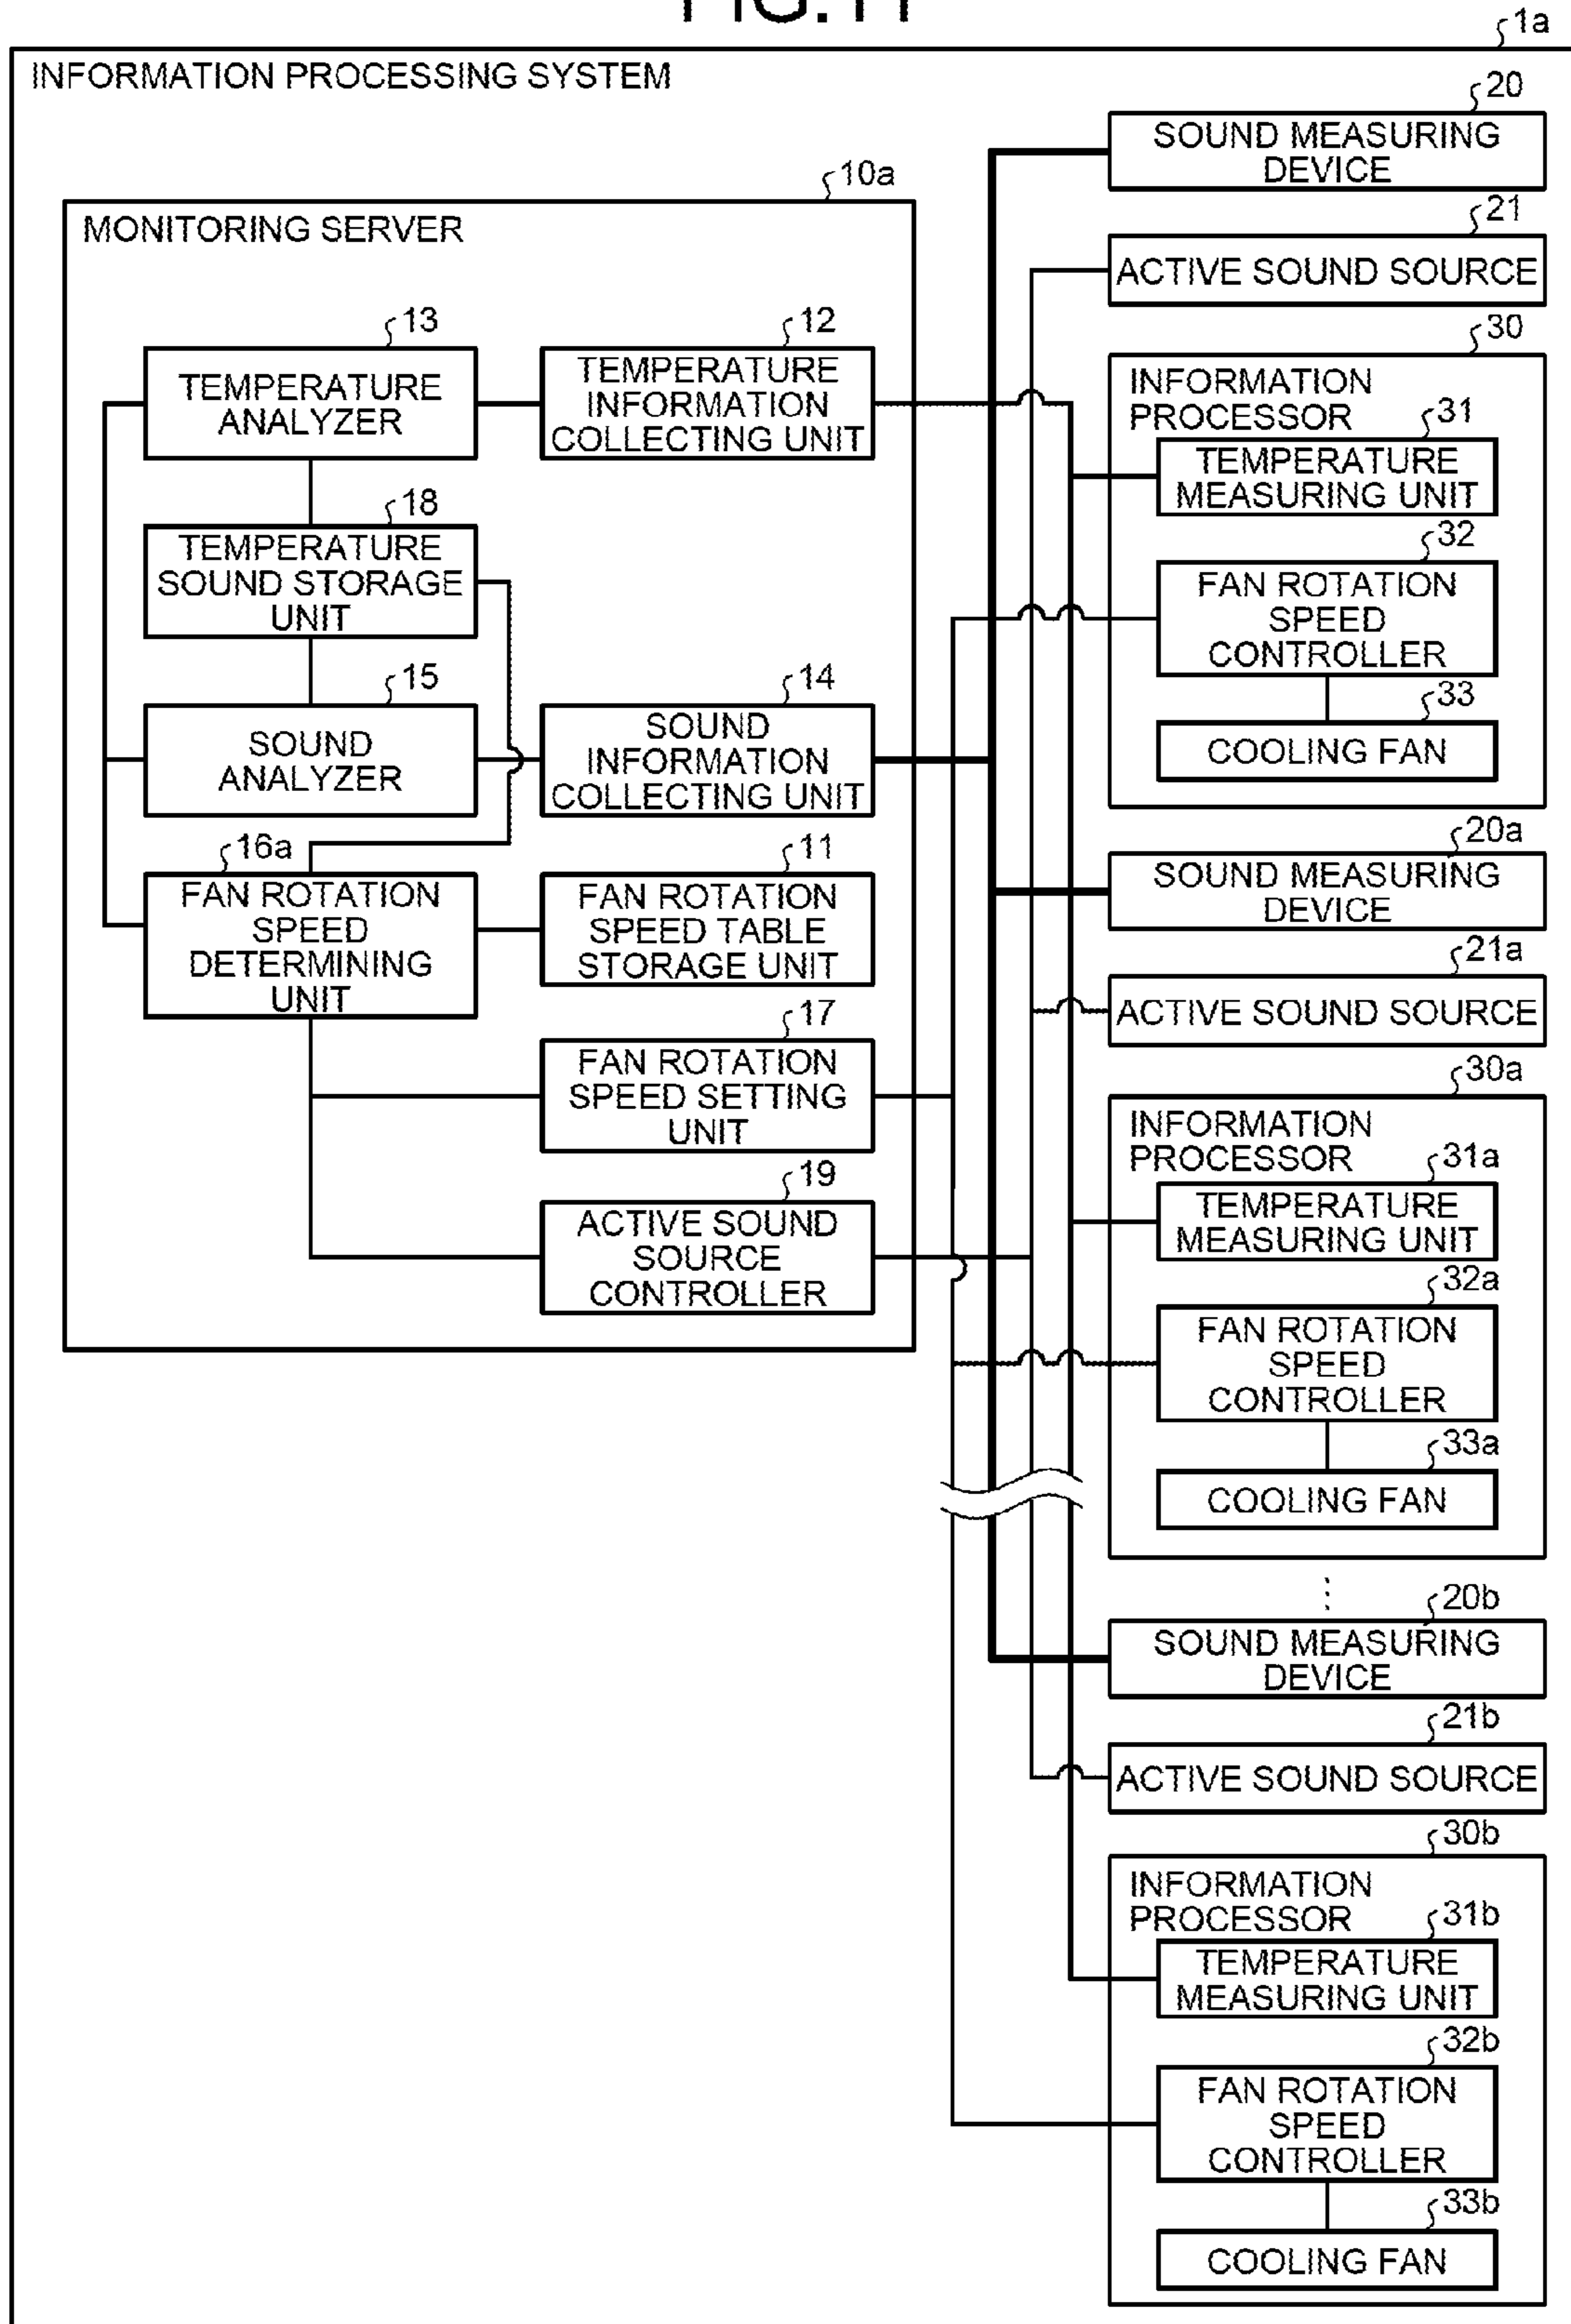 FIG.11
1a
INFORMATION PROCESSING SYSTEM
10a
MONITORING SERVER
13
TEMPERATURE
ANALYZER
12
TEMPERATURE
INFORMATION
COLLECTING UNIT
18
TEMPERATURE
SOUND STORAGE
UNIT
15
SOUND
ANALYZER
14
SOUND
INFORMATION
COLLECTING UNIT
16a
FAN ROTATION
SPEED
DETERMINING
UNIT
11
FAN ROTATION
SPEED TABLE
STORAGE UNIT
17
FAN ROTATION
SPEED SETTING
UNIT
19
ACTIVE SOUND
SOURCE
CONTROLLER
20
SOUND MEASURING
DEVICE
21
ACTIVE SOUND SOURCE
30
INFORMATION
PROCESSOR
31
TEMPERATURE
MEASURING UNIT
32
FAN ROTATION
SPEED
CONTROLLER
33
COOLING FAN
20a
SOUND MEASURING
DEVICE
21a
ACTIVE SOUND SOURCE
30a
INFORMATION
PROCESSOR
31a
TEMPERATURE
MEASURING UNIT
32a
FAN ROTATION
SPEED
CONTROLLER
33a
COOLING FAN
20b
SOUND MEASURING
DEVICE
21b
ACTIVE SOUND SOURCE
30b
INFORMATION
PROCESSOR
31b
TEMPERATURE
MEASURING UNIT
32b
FAN ROTATION
SPEED
CONTROLLER
33b
COOLING FAN